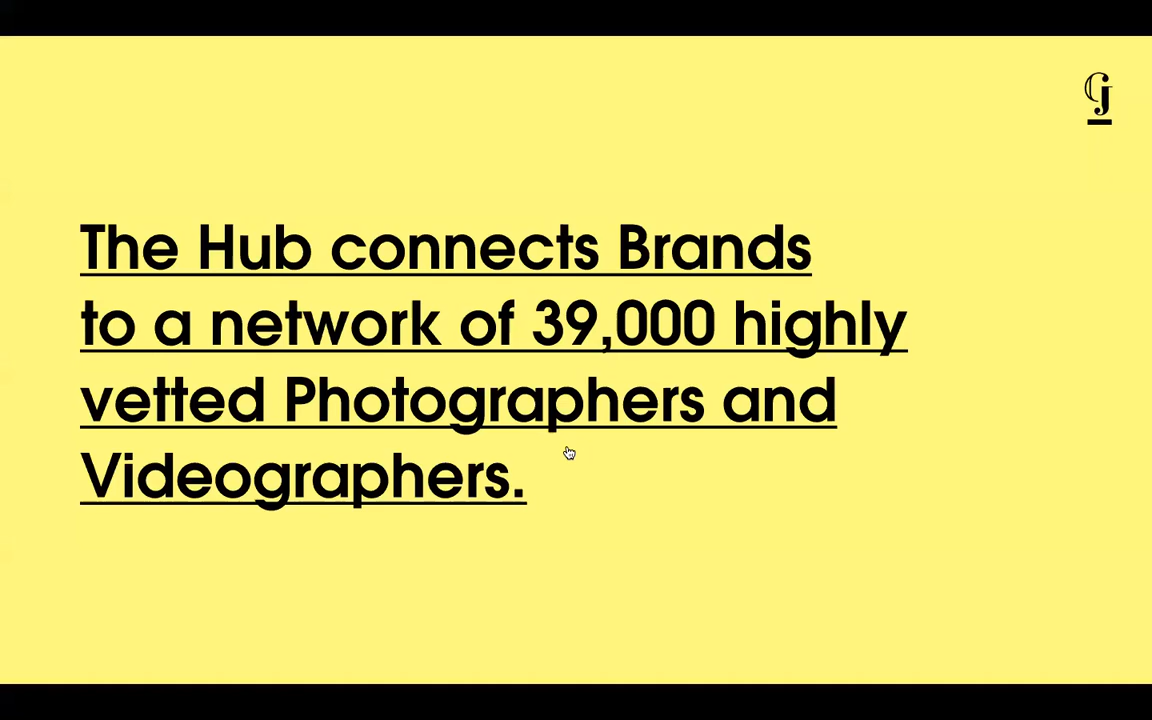 The Hub connects Brands
to a network of 39,000 highly
vetted Photographers and
Videographers.